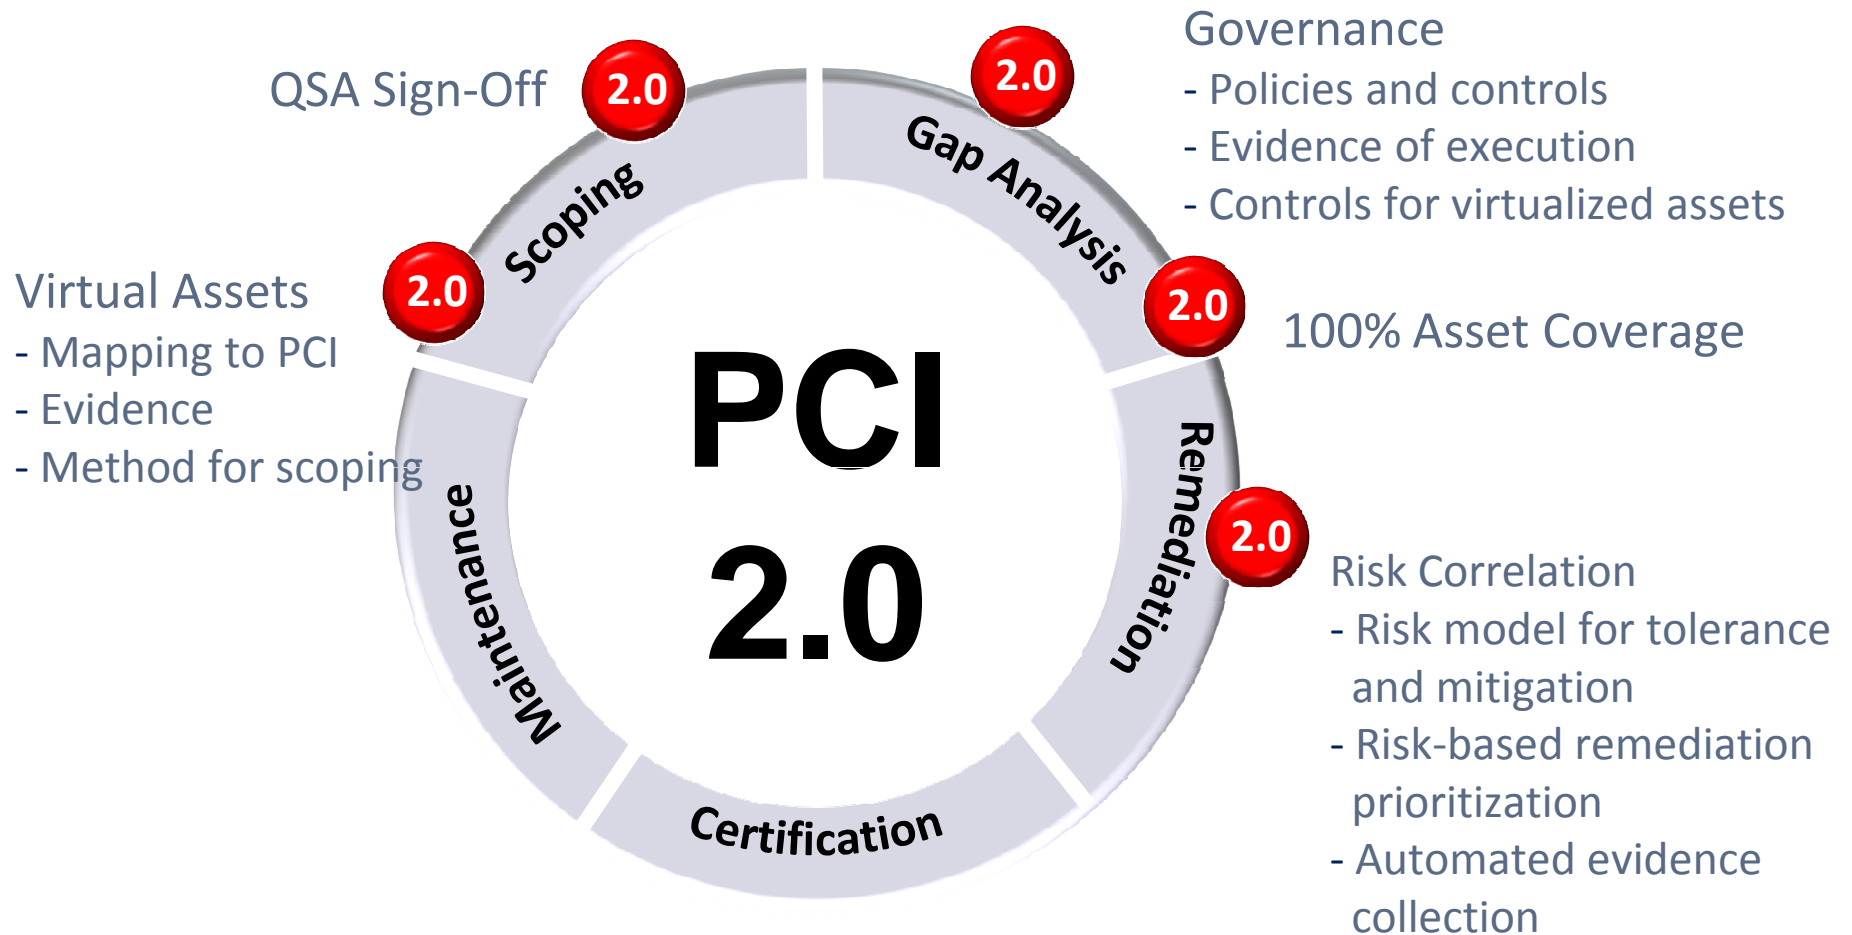 QSA Sign-Off
2.0
2.0
Governance
- Policies and controls
- Evidence of execution
- Controls for virtualized assets
Scoping
Gap Analysis
Virtual Assets
- Mapping to PCI
- Evidence
- Method for scoping
2.0
2.0
100% Asset Coverage
PCI
2.0
Remediation
2.0
Risk Correlation
- Risk model for tolerance
and mitigation
- Risk-based remediation
prioritization
- Automated evidence
collection
Maintenance
Certification